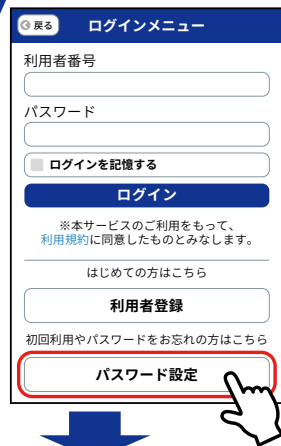 戻る
ログインメニュー
利用者番号
パスワード
ログインを記憶する
ログイン
※本サービスのご利用をもって、
利用規約に同意したものとみなします。
はじめての方はこちら
利用者登録
初回利用やパスワードをお忘れの方はこちら
パスワード設定